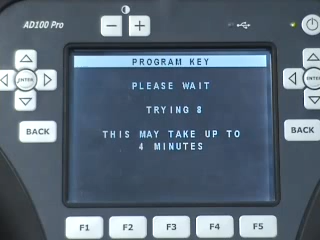 AD100 Pro
PROGRAM KEY
PLEASE WAIT
TRYING 8
THIS MAY TAKE UP TO
4 MINUTES
ENTER
ENTER
BACK
BACK
F1 F2 F3 F4 F5